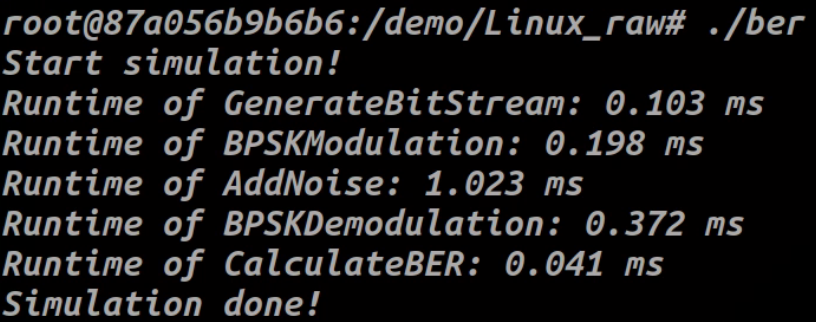 root@87a056b9b6b6:/demo/Linux_raw# ./ber
Start simulation!
Runtime of GenerateBitStream: 0.103 ms
Runtime of BPSKModulation: 0.198 ms
Runtime of AddNoise: 1.023 ms
Runtime of BPSKDemodulation: 0.372 ms
Runtime of CalculateBER: 0.041 ms
Simulation done!